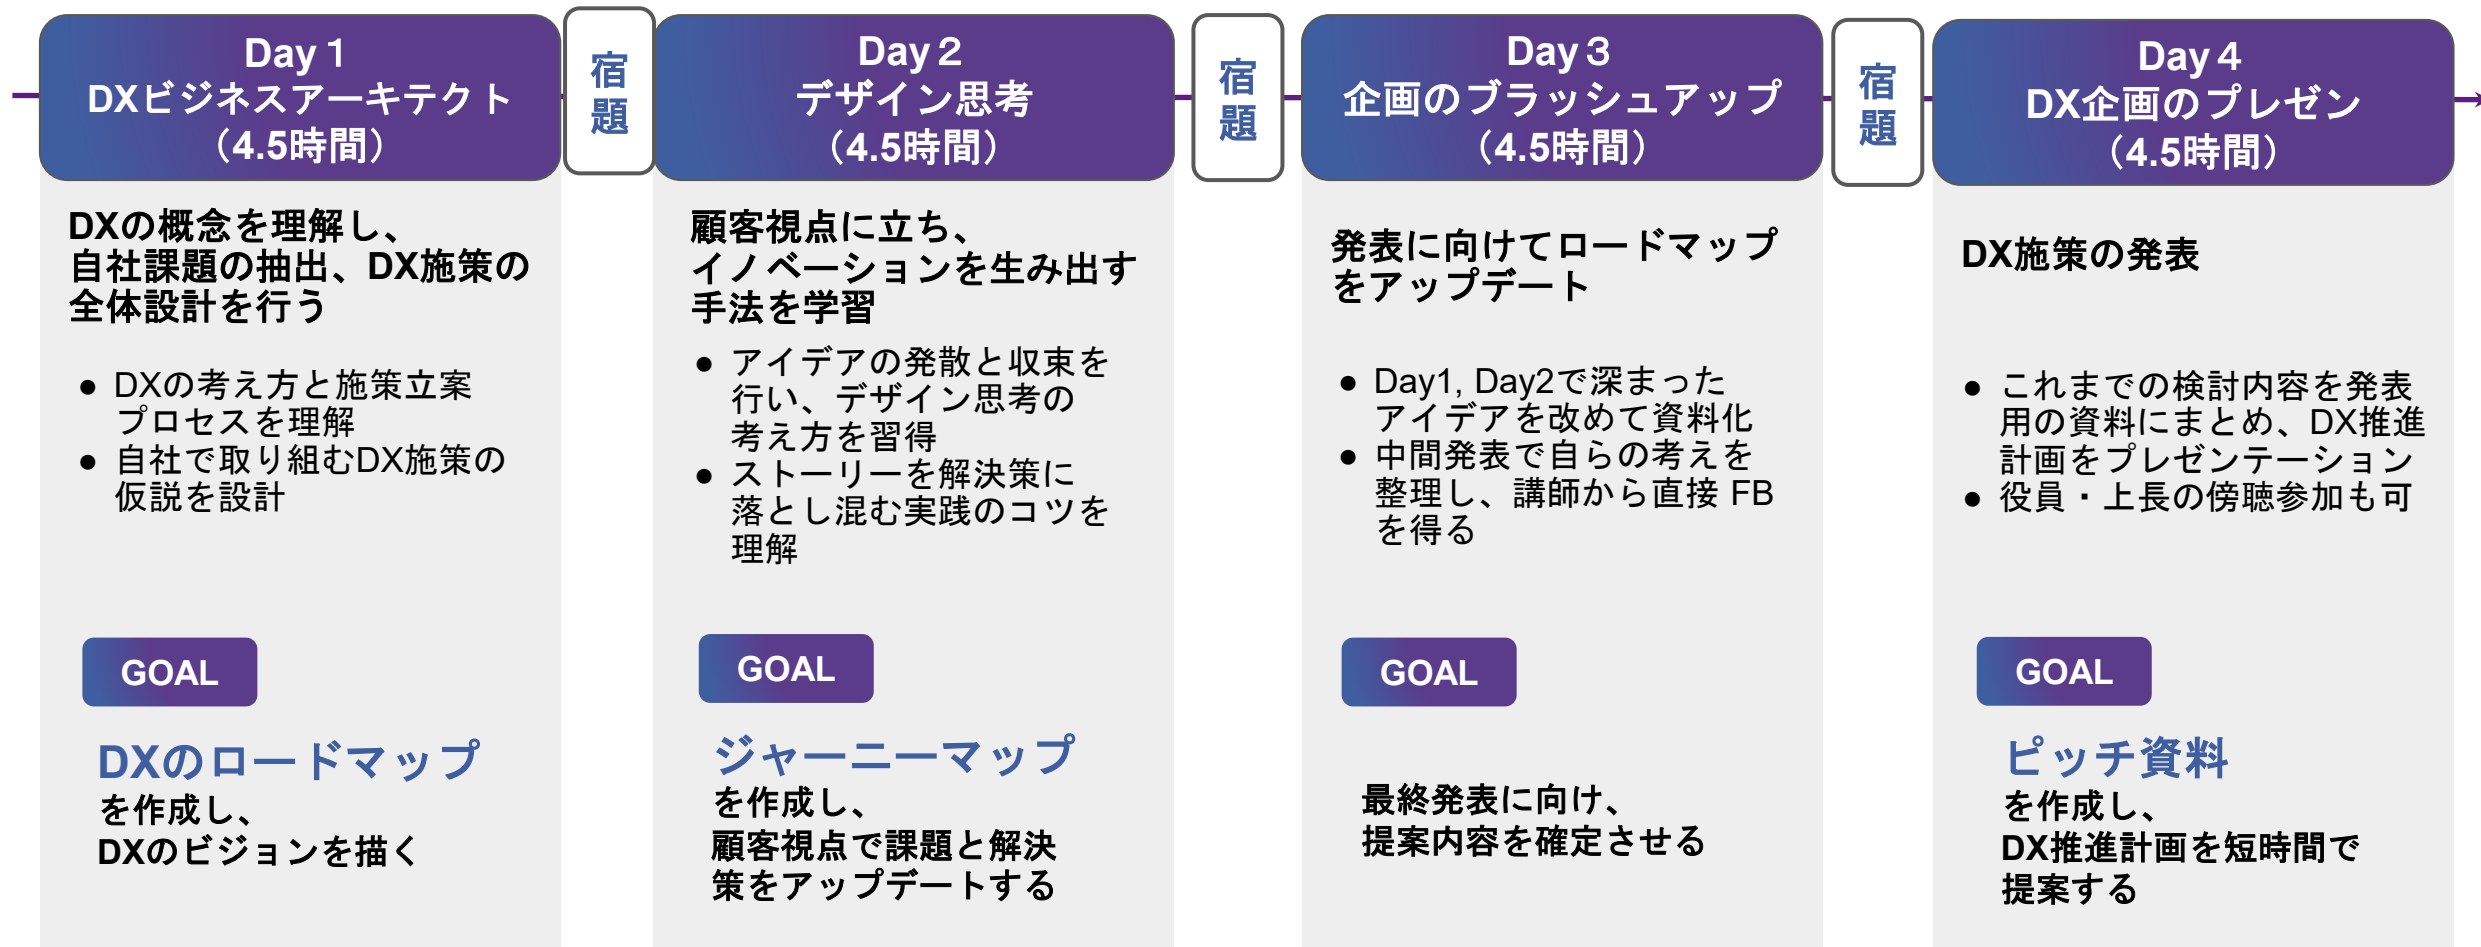 Day１
DXビジネスアーキテクト
（4.5時間）
DXの概念を理解し、
自社課題の抽出、DX施策の
全体設計を行う
● DXの考え方と施策立案
プロセスを理解
● 自社で取り組むDX施策の
仮説を設計
GOAL
DXのロードマップ
を作成し、
DXのビジョンを描く
宿
題
Day２
デザイン思考
（4.5時間）
顧客視点に立ち、
イノベーションを生み出す
手法を学習
● アイデアの発散と収束を
行い、デザイン思考の
考え方を習得
● ストーリーを解決策に
落とし混む実践のコツを
理解
GOAL
ジャーニーマップ
を作成し、
顧客視点で課題と解決
策をアップデートする
宿
題
Day３
企画のブラッシュアップ
（4.5時間）
発表に向けてロードマップ
をアップデート
● Day1, Day2で深まった
アイデアを改めて資料化
● 中間発表で自らの考えを
整理し、講師から直接 FB
を得る
GOAL
最終発表に向け、
提案内容を確定させる
宿
題
Day４
DX企画のプレゼン
（4.5時間）
DX施策の発表
● これまでの検討内容を発表
用の資料にまとめ、DX推進
計画をプレゼンテーション
● 役員・上長の傍聴参加も可
GOAL
ピッチ資料
を作成し、
DX推進計画を短時間で
提案する